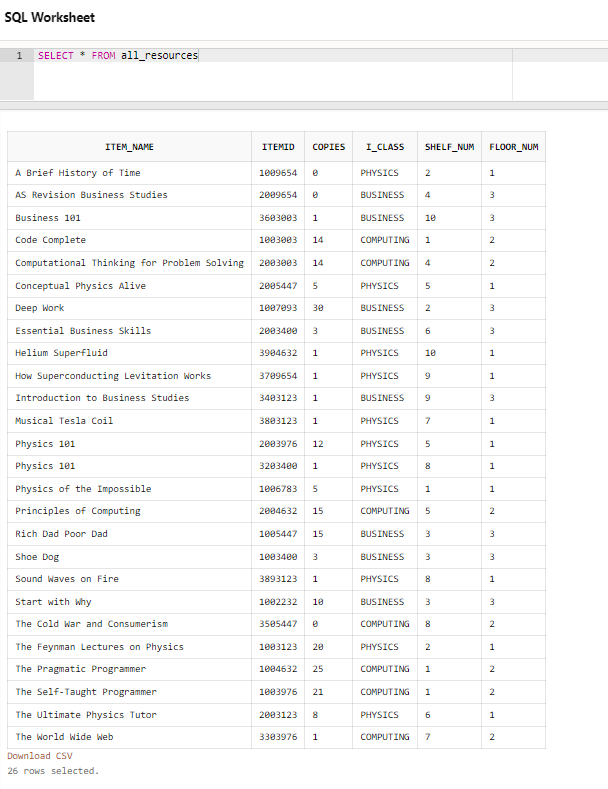 SQL Worksheet
1 SELECT * FROM all_resources
ITEM_NAME ITEMID COPIES I_CLASS SHELF_NUM FLOOR_NUM
A Brief History of Time 1009654 0 PHYSICS 2 1
AS Revision Business Studies 2009654 0 BUSINESS 4 3
Business 101 3603003 1 BUSINESS 10 3
Code Complete 1003003 14 COMPUTING 1 2
Computational Thinking for Problem Solving 2003003 14 COMPUTING 4 2
Conceptual Physics Alive 2005447 5 PHYSICS 5 1
Deep Work 1007093 30 BUSINESS 2 3
Essential Business Skills 2003400 3 BUSINESS 6 3
Helium Superfluid 3904632 1 PHYSICS 10 1
How Superconducting Levitation Works 3709654 1 PHYSICS 9 1
Introduction to Business Studies 3403123 1 BUSINESS 9 3
Musical Tesla Coil 3803123 1 PHYSICS 7 1
Physics 101 2003976 12 PHYSICS 5 1
Physics 101 3203400 1 PHYSICS 8 1
Physics of the Impossible 1006783 5 PHYSICS 1 1
Principles of Computing 2004632 15 COMPUTING 5 2
Rich Dad Poor Dad 1005447 15 BUSINESS 3 3
Shoe Dog 1003400 3 BUSINESS 3 3
Sound Waves on Fire 3893123 1 PHYSICS 8 1
Start with Why 1002232 10 BUSINESS 3 3
The Cold War and Consumerism 3505447 0 COMPUTING 8 2
The Feynman Lectures on Physics 1003123 20 PHYSICS 2 1
The Pragmatic Programmer 1004632 25 COMPUTING 1 2
The Self-Taught Programmer 1003976 21 COMPUTING 1 2
The Ultimate Physics Tutor 2003123 8 PHYSICS 6 1
The World Wide Web 3303976 1 COMPUTING 7 2
Download CSV
26 rows selected.